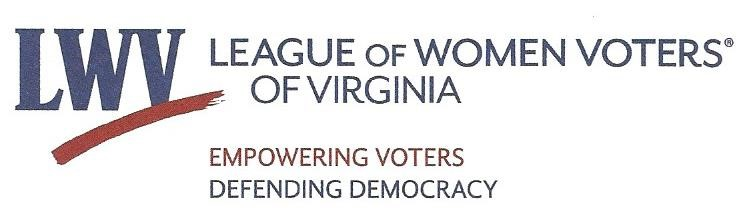 LWV LEAGUE OF WOMEN VOTERS®
OF VIRGINIA
EMPOWERING VOTERS
DEFENDING DEMOCRACY